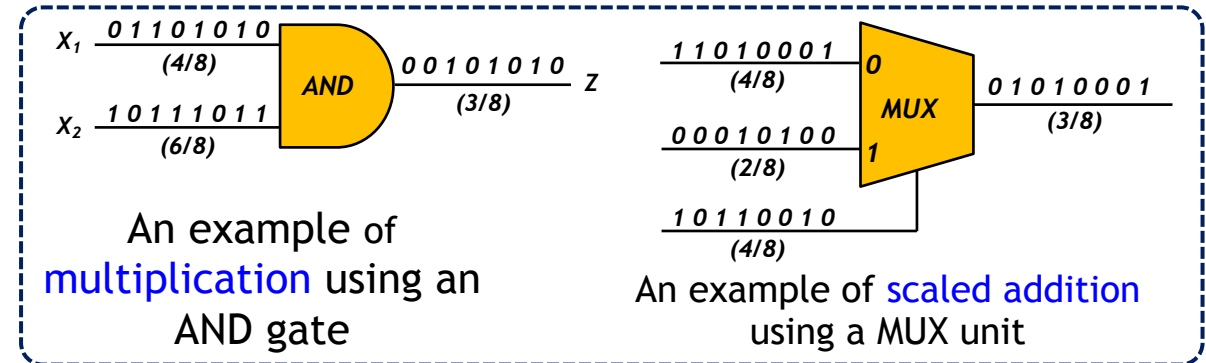 X1 0 1 1 0 1 0 1 0
(4/8)
X2 1 0 1 1 1 0 1 1
(6/8)
AND
0 0 1 0 1 0 1 0 Z
(3/8)
An example of
multiplication using an
AND gate
1 1 0 1 0 0 0 1 0
(4/8)
0 0 0 1 0 1 0 0 1
(2/8)
1 0 1 1 0 0 1 0
(4/8)
MUX
0 1 0 1 0 0 0 1
(3/8)
An example of scaled addition
using a MUX unit